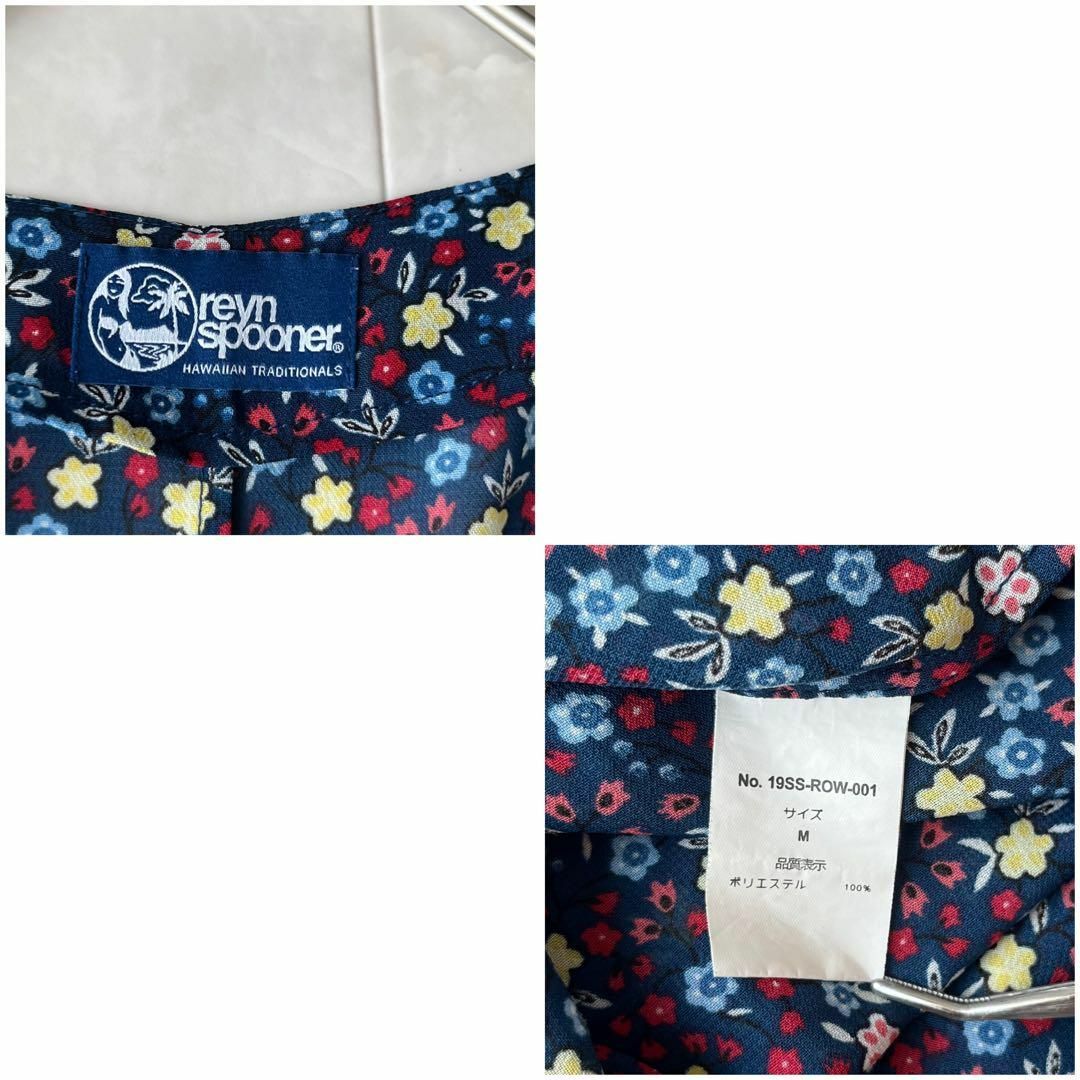 reyn
spooner®
HAWAIIAN TRADITIONALS
No. 19SS-ROW-001
サイズ
M
品質表示
ポリエステル 100%